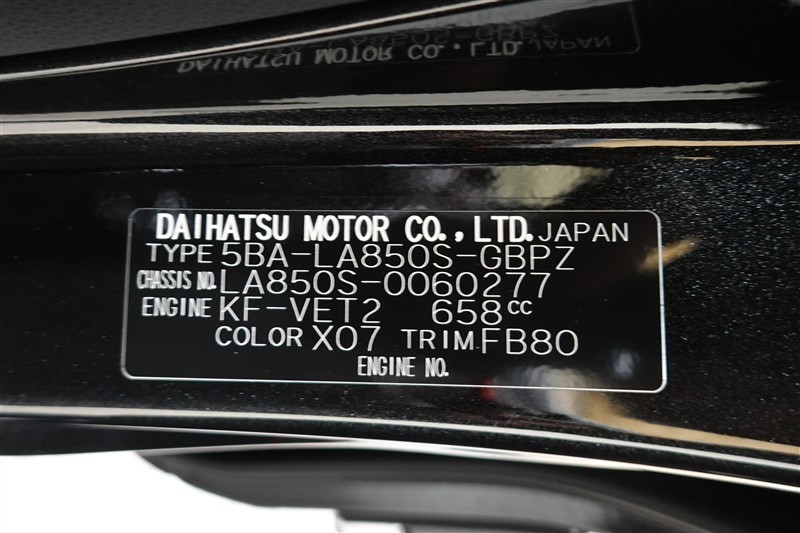 DAIHATSU MOTOR CO., LTD. JAPAN
TYPE 5BA-LA850S-GBPZ
CHASSIS NO. LA850S-0060277
ENGINE KF-VET2 658cc
COLOR X07 TRIM FB80
ENGINE NO.